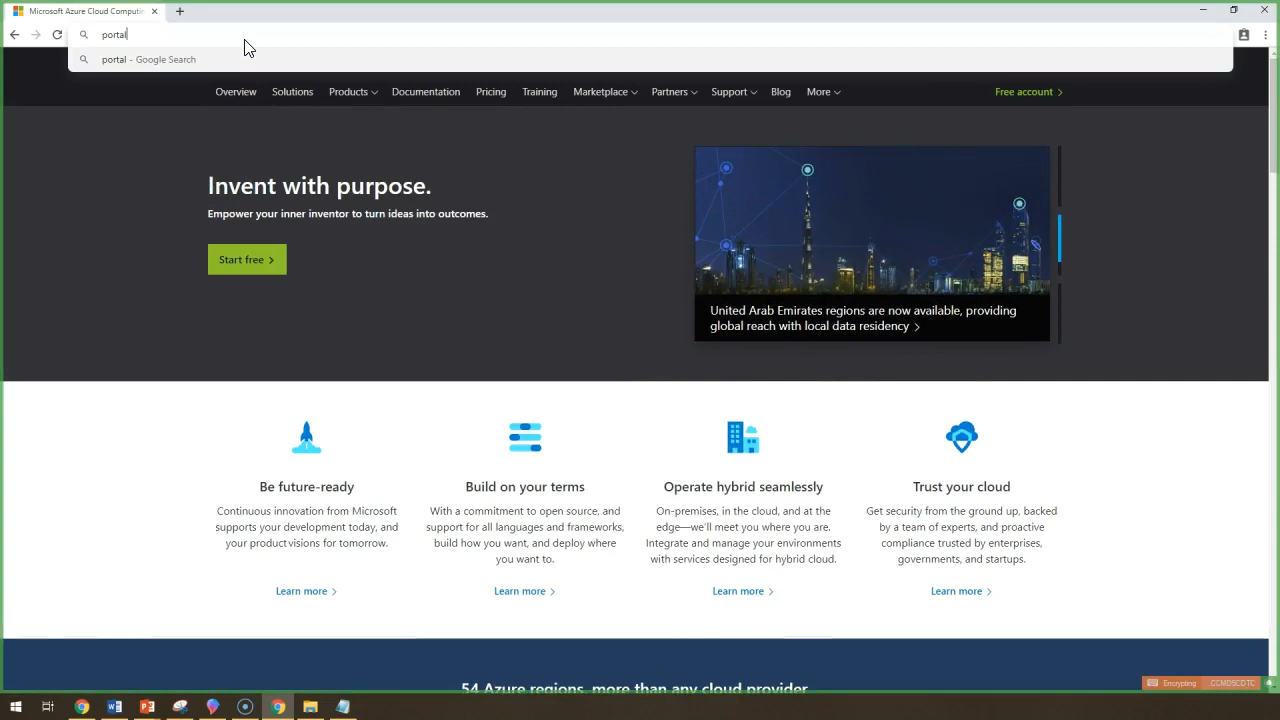 Microsoft Azure Cloud Computin
portal
portal - Google Search
Overview Solutions Products Documentation Pricing Training Marketplace Partners Support Blog More Free account
Invent with purpose.
Empower your inner inventor to turn ideas into outcomes.
Start free
United Arab Emirates regions are now available, providing
global reach with local data residency
Be future-ready
Continuous innovation from Microsoft
supports your development today, and
your product visions for tomorrow.
Learn more
Build on your terms
With a commitment to open source, and
support for all languages and frameworks,
build how you want, and deploy where
you want to.
Learn more
Operate hybrid seamlessly
On-premises, in the cloud, and at the
edge—we'll meet you where you are.
Integrate and manage your environments
with services designed for hybrid cloud.
Learn more
Trust your cloud
Get security from the ground up, backed
by a team of experts, and proactive
compliance trusted by enterprises,
governments, and startups.
Learn more
54 Azure regions, more than any cloud provider
Encrypting